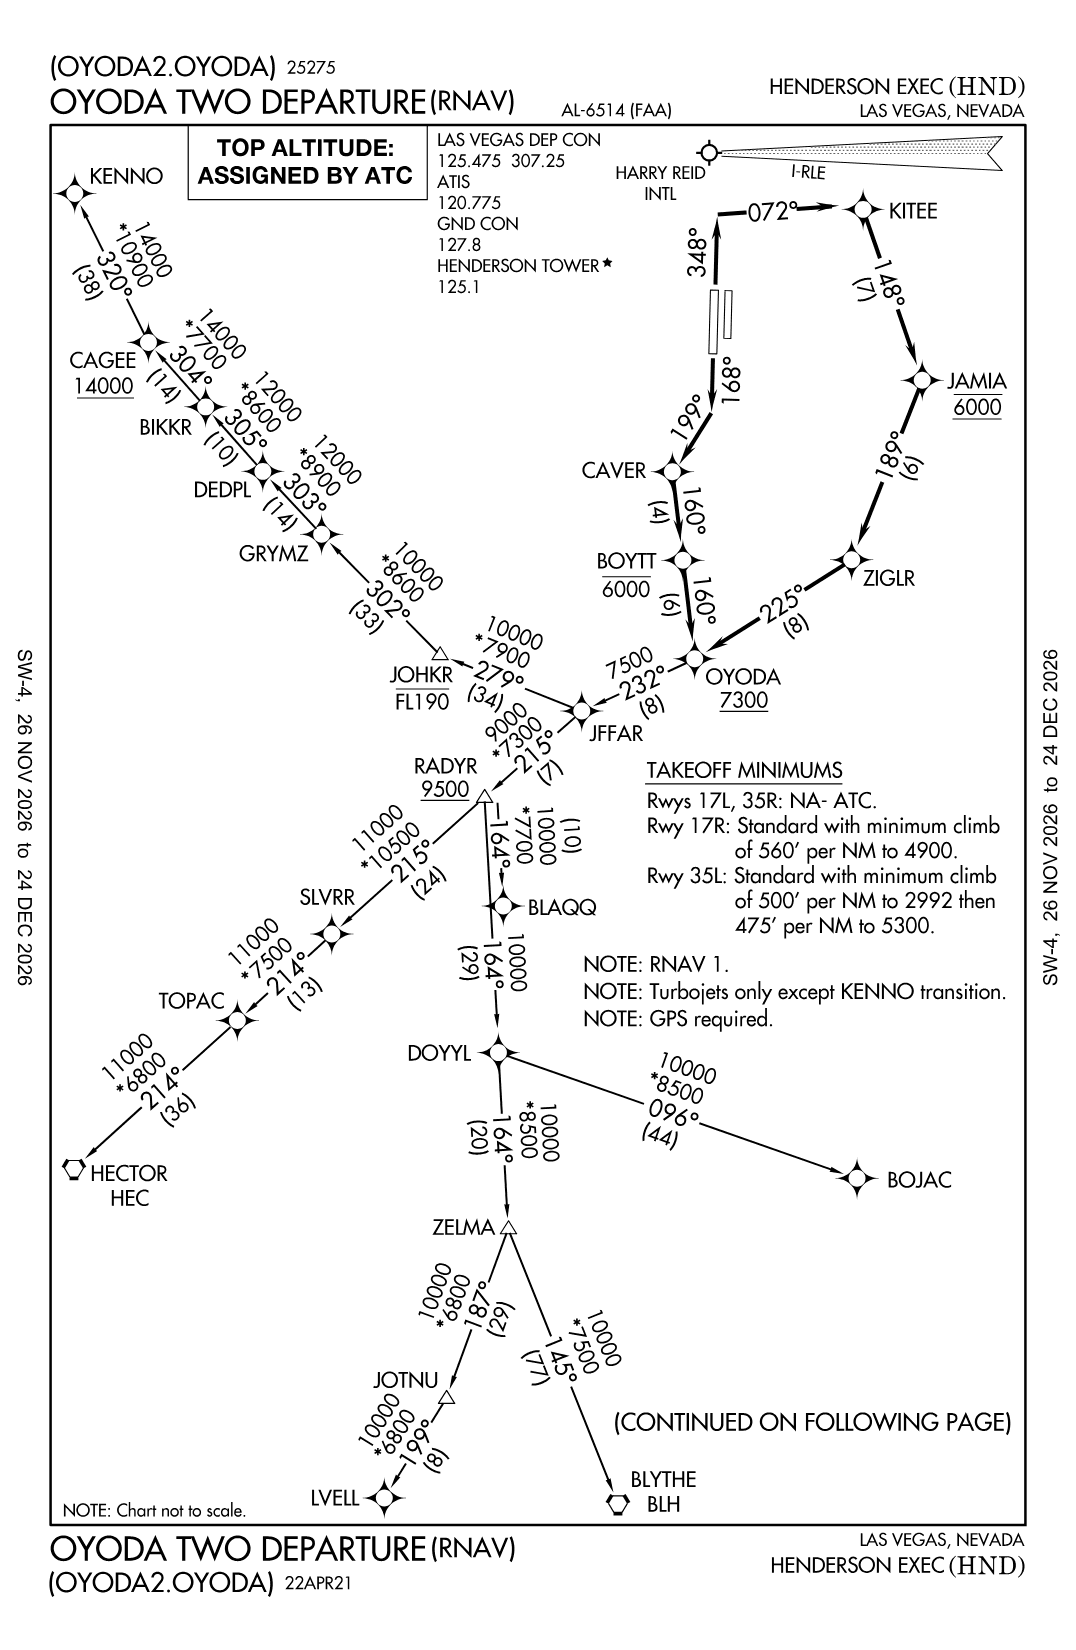 (OYODA2.OYODA) 25275
OYODA TWO DEPARTURE (RNAV)
AL-6514 (FAA)
HENDERSON EXEC (HND)
LAS VEGAS, NEVADA
TOP ALTITUDE:
ASSIGNED BY ATC
LAS VEGAS DEP CON
125.475 307.25
ATIS
120.775
GND CON
127.8
HENDERSON TOWER★
125.1
HARRY REID
INTL
I-RLE
KENNO
14000
*10900
320°
(38)
CAGEE
14000
14000
*7700
304°
(14)
BIKKR
12000
*8600
305°
(10)
DEDPL
12000
*8900
303°
(14)
GRYMZ
10000
*8600
302°
(33)
JOHKR
FL190
10000
*7900
279°
(34)
JFFAR
348°
072°
KITEE
148°
(7)
JAMIA
6000
189°
(9)
ZIGLR
225°
(8)
168°
199°
CAVER
160°
(4)
BOYTT
6000
160°
(6)
OYODA
7300
7500
232°
(8)
9000
*7300
215°
(7)
RADYR
9500
11000
*10500
215°
(24)
SLVRR
11000
*7500
214°
(13)
TOPAC
11000
*6800
214°
(36)
HECTOR
HEC
(10)
10000
*7700
164°
BLAQQ
10000
164°
(29)
DOYYL
10000
*8500
096°
(44)
BOJAC
10000
*8500
164°
(20)
ZELMA
10000
*6800
187°
(29)
JOTNU
10000
*6800
199°
(8)
LVELL
10000
*7500
145°
(77)
BLYTHE
BLH
TAKEOFF MINIMUMS
Rwys 17L, 35R: NA- ATC.
Rwy 17R: Standard with minimum climb
of 560' per NM to 4900.
Rwy 35L: Standard with minimum climb
of 500' per NM to 2992 then
475' per NM to 5300.
NOTE: RNAV 1.
NOTE: Turbojets only except KENNO transition.
NOTE: GPS required.
(CONTINUED ON FOLLOWING PAGE)
NOTE: Chart not to scale.
SW-4, 26 NOV 2026 to 24 DEC 2026
SW-4, 26 NOV 2026 to 24 DEC 2026
OYODA TWO DEPARTURE (RNAV)
(OYODA2.OYODA) 22APR21
LAS VEGAS, NEVADA
HENDERSON EXEC (HND)